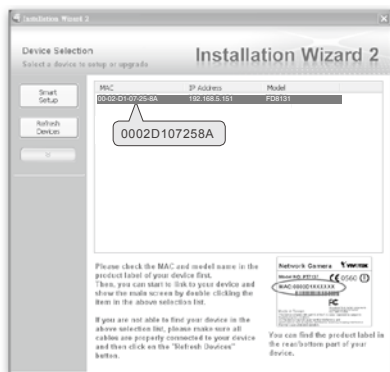 Installation Wizard 2
Device Selection
Select a device to setup or upgrade
Installation Wizard 2
Smart
Setup
Refresh
Devices
MAC IP Address Model
00-02-D1-07-25-8A 192.168.5.151 FD8131
0002D107258A
Please check the MAC and model name in the
product label of your device first.
Then, you can start to link to your device and
show the main screen by double clicking the
item in the above selection list.
If you are not able to find your device in the
above selection list, please make sure all
cables are properly connected to your device
and then click on the "Refresh Devices"
button.
Network Camera VIVOTEK
CE 0560
FC
You can find the product label in
the rear/bottom part of your
device.